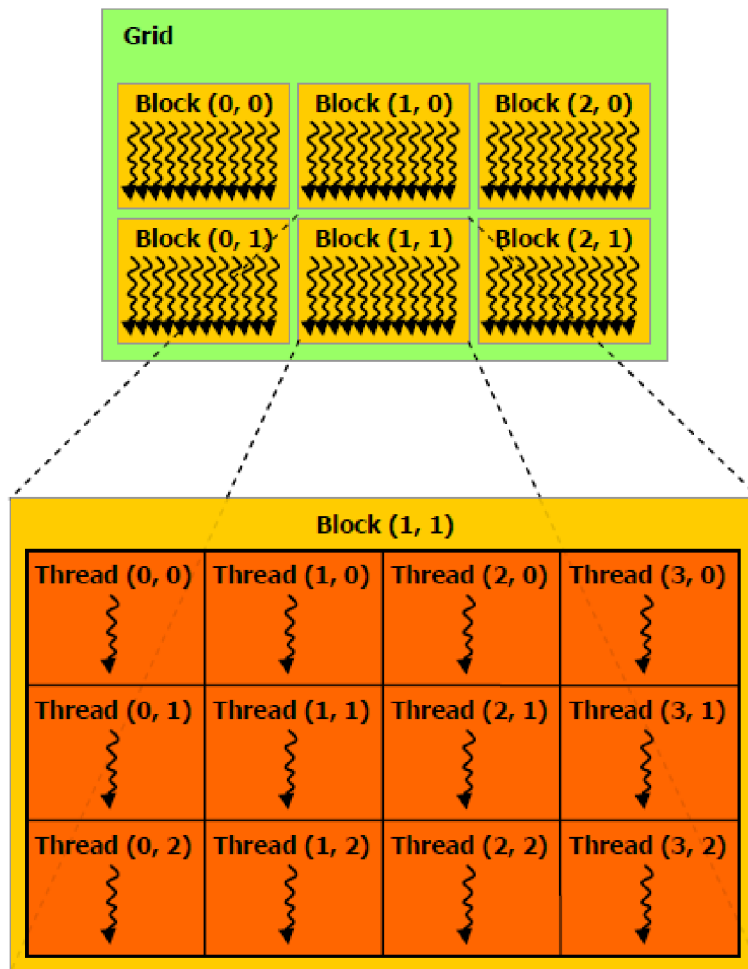 Grid
Block (0, 0) Block (1, 0) Block (2, 0)
Block (0, 1) Block (1, 1) Block (2, 1)
Block (1, 1)
Thread (0, 0) Thread (1, 0) Thread (2, 0) Thread (3, 0)
Thread (0, 1) Thread (1, 1) Thread (2, 1) Thread (3, 1)
Thread (0, 2) Thread (1, 2) Thread (2, 2) Thread (3, 2)